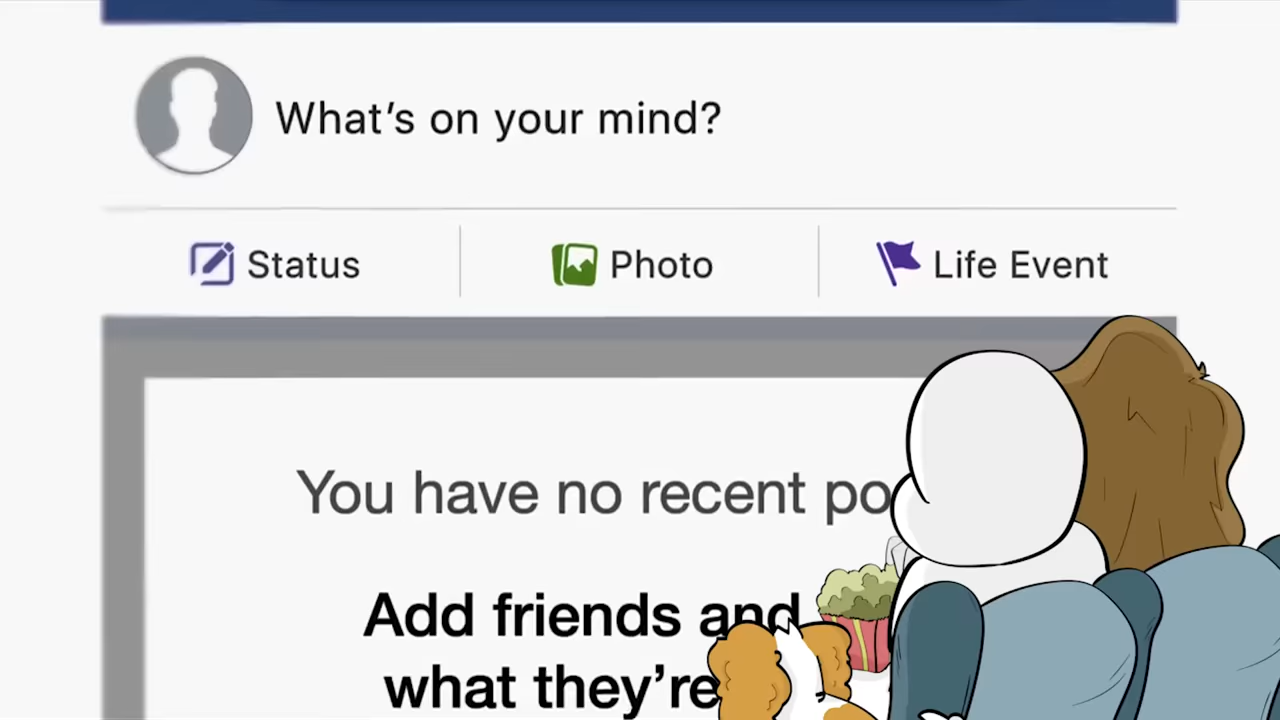 What's on your mind?
Status
Photo
Life Event
You have no recent po
Add friends and
what they're